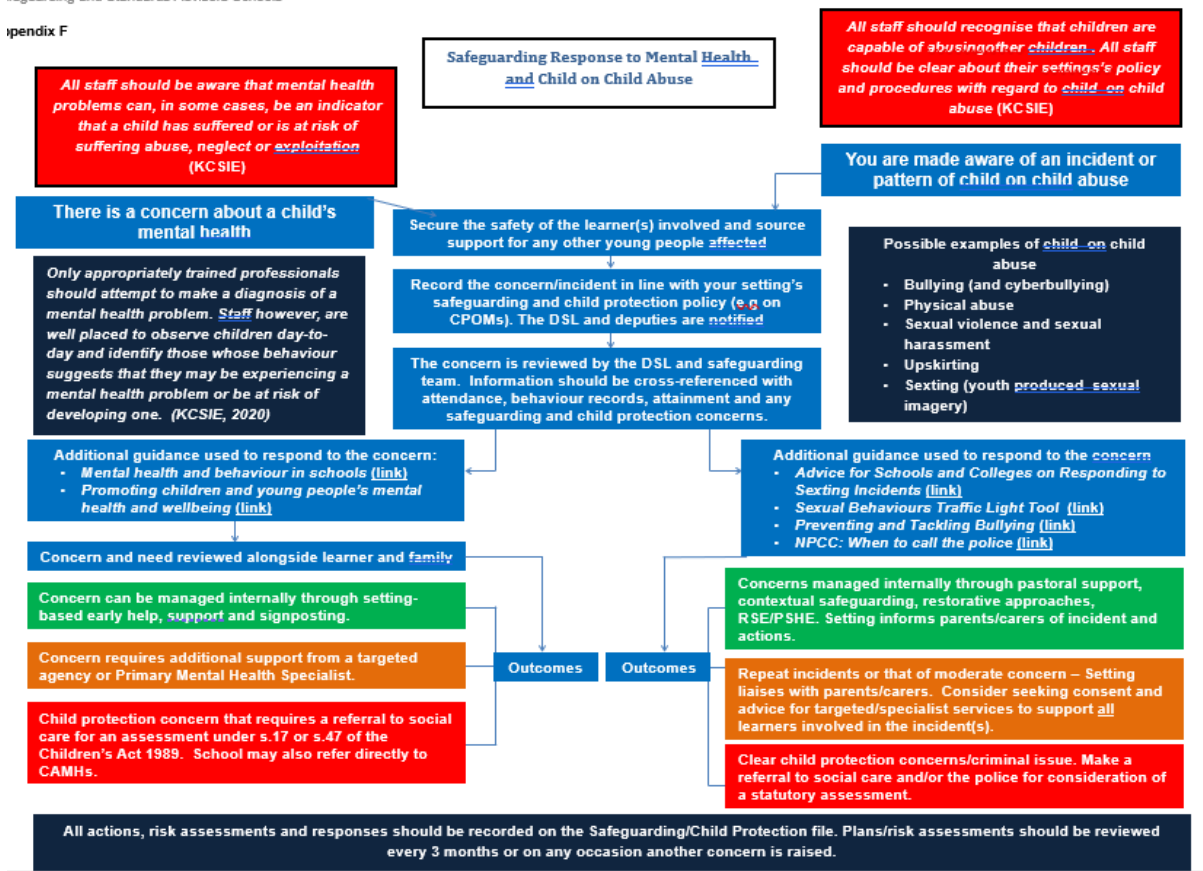 ppendix F
Safeguarding Response to Mental Health
and Child on Child Abuse
All staff should be aware that mental health
problems can, in some cases, be an indicator
that a child has suffered or is at risk of
suffering abuse, neglect or exploitation
(KCSIE)
All staff should recognise that children are
capable of abusingother children . All staff
should be clear about their settings's policy
and procedures with regard to child on child
abuse (KCSIE)
There is a concern about a child's
mental health
You are made aware of an incident or
pattern of child on child abuse
Secure the safety of the learner(s) involved and source
support for any other young people affected
Only appropriately trained professionals
should attempt to make a diagnosis of a
mental health problem. Staff however, are
well placed to observe children day-to-
day and identify those whose behaviour
suggests that they may be experiencing a
mental health problem or be at risk of
developing one. (KCSIE, 2020)
Record the concern/incident in line with your setting's
safeguarding and child protection policy (e.g on
CPOMs). The DSL and deputies are notified
Possible examples of child on child
abuse
• Bullying (and cyberbullying)
• Physical abuse
• Sexual violence and sexual
harassment
• Upskirting
• Sexting (youth produced sexual
imagery)
The concern is reviewed by the DSL and safeguarding
team. Information should be cross-referenced with
attendance, behaviour records, attainment and any
safeguarding and child protection concerns.
Additional guidance used to respond to the concern:
• Mental health and behaviour in schools (link)
• Promoting children and young people's mental
health and wellbeing (link)
Additional guidance used to respond to the concern
• Advice for Schools and Colleges on Responding to
Sexting Incidents (link)
• Sexual Behaviours Traffic Light Tool (link)
• Preventing and Tackling Bullying (link)
• NPCC: When to call the police (link)
Concern and need reviewed alongside learner and family
Concern can be managed internally through setting-
based early help, support and signposting.
Concern requires additional support from a targeted
agency or Primary Mental Health Specialist.
Child protection concern that requires a referral to social
care for an assessment under s.17 or s.47 of the
Children's Act 1989. School may also refer directly to
CAMHs.
Outcomes
Outcomes
Concerns managed internally through pastoral support,
contextual safeguarding, restorative approaches,
RSE/PSHE. Setting informs parents/carers of incident and
actions.
Repeat incidents or that of moderate concern – Setting
liaises with parents/carers. Consider seeking consent and
advice for targeted/specialist services to support all
learners involved in the incident(s).
Clear child protection concerns/criminal issue. Make a
referral to social care and/or the police for consideration of
a statutory assessment.
All actions, risk assessments and responses should be recorded on the Safeguarding/Child Protection file. Plans/risk assessments should be reviewed
every 3 months or on any occasion another concern is raised.